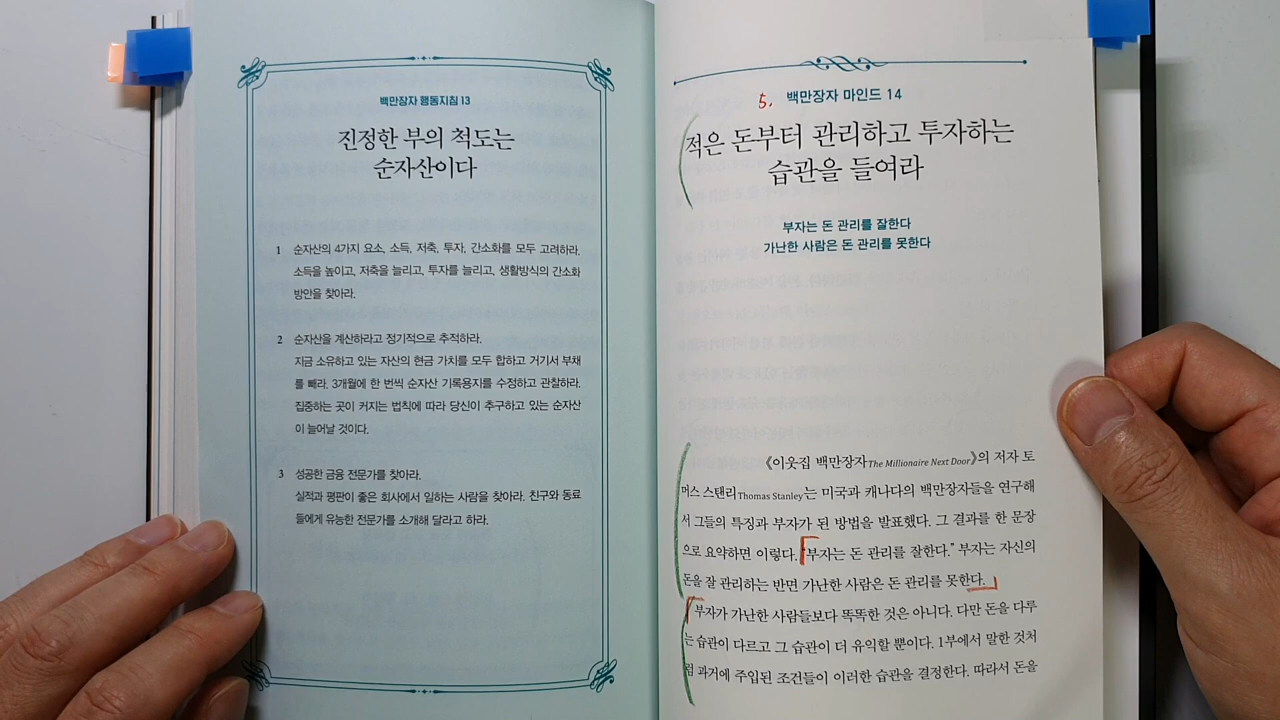 백만장자 행동지침 13
진정한 부의 척도는
순자산이다
1 순자산의 4가지 요소, 소득, 저축, 투자, 간소화를 모두 고려하라.
소득을 높이고, 저축을 늘리고, 투자를 늘리고, 생활방식의 간소화
방안을 찾아라.
2 순자산을 계산하라고 정기적으로 추적하라.
지금 소유하고 있는 자산의 현금 가치를 모두 합하고 거기서 부채
를 빼라. 3개월에 한 번씩 순자산 기록용지를 수정하고 관찰하라.
집중하는 곳이 커지는 법칙에 따라 당신이 추구하고 있는 순자산
이 늘어날 것이다.
3 성공한 금융 전문가를 찾아라.
실적과 평판이 좋은 회사에서 일하는 사람을 찾아라. 친구와 동료
들에게 유능한 전문가를 소개해 달라고 하라.
5. 백만장자 마인드 14
적은 돈부터 관리하고 투자하는
습관을 들여라
부자는 돈 관리를 잘한다
가난한 사람은 돈 관리를 못한다
《이웃집 백만장자The Millionaire Next Door》의 저자 토
머스 스탠리Thomas Stanley는 미국과 캐나다의 백만장자들을 연구해
서 그들의 특징과 부자가 된 방법을 발표했다. 그 결과를 한 문장
으로 요약하면 이렇다. “부자는 돈 관리를 잘한다.” 부자는 자신의
돈을 잘 관리하는 반면 가난한 사람은 돈 관리를 못한다.
부자가 가난한 사람들보다 똑똑한 것은 아니다. 다만 돈을 다루
는 습관이 다르고 그 습관이 더 유익할 뿐이다. 1부에서 말한 것처
럼 과거에 주입된 조건들이 이러한 습관을 결정한다. 따라서 돈을